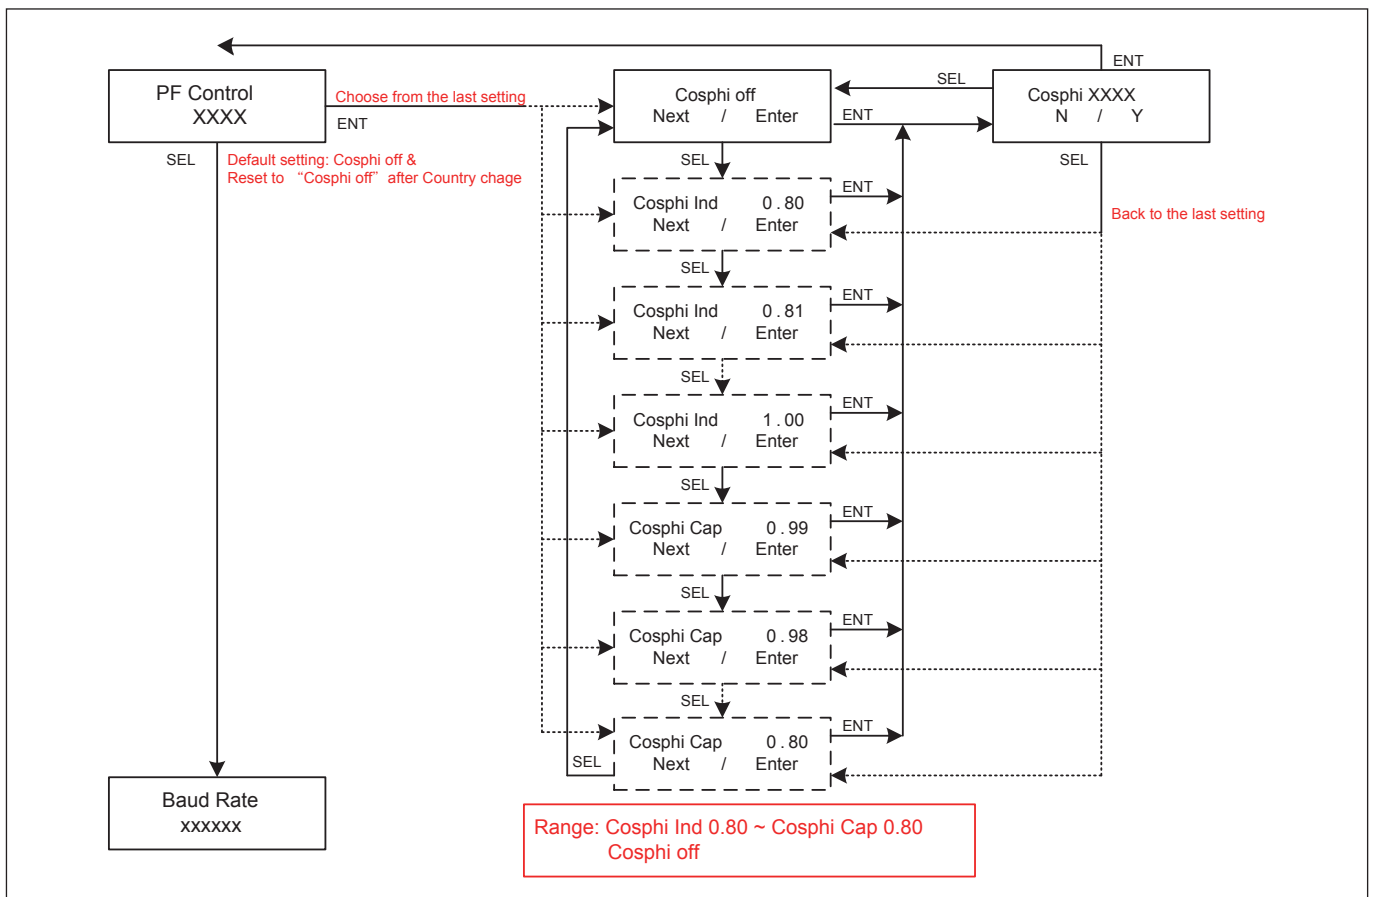 ENT
PF Control
XXXX
Choose from the last setting
ENT
SEL
Default setting: Cosphi off &
Reset to “Cosphi off” after Country chage
Cosphi off
Next / Enter
SEL
ENT
Cosphi XXXX
N / Y
SEL
Back to the last setting
SEL
Cosphi Ind 0.80
Next / Enter
ENT
SEL
Cosphi Ind 0.81
Next / Enter
ENT
SEL
Cosphi Ind 1.00
Next / Enter
ENT
SEL
Cosphi Cap 0.99
Next / Enter
ENT
SEL
Cosphi Cap 0.98
Next / Enter
ENT
SEL
Cosphi Cap 0.80
Next / Enter
ENT
SEL
Baud Rate
xxxxxx
Range: Cosphi Ind 0.80 ~ Cosphi Cap 0.80
Cosphi off